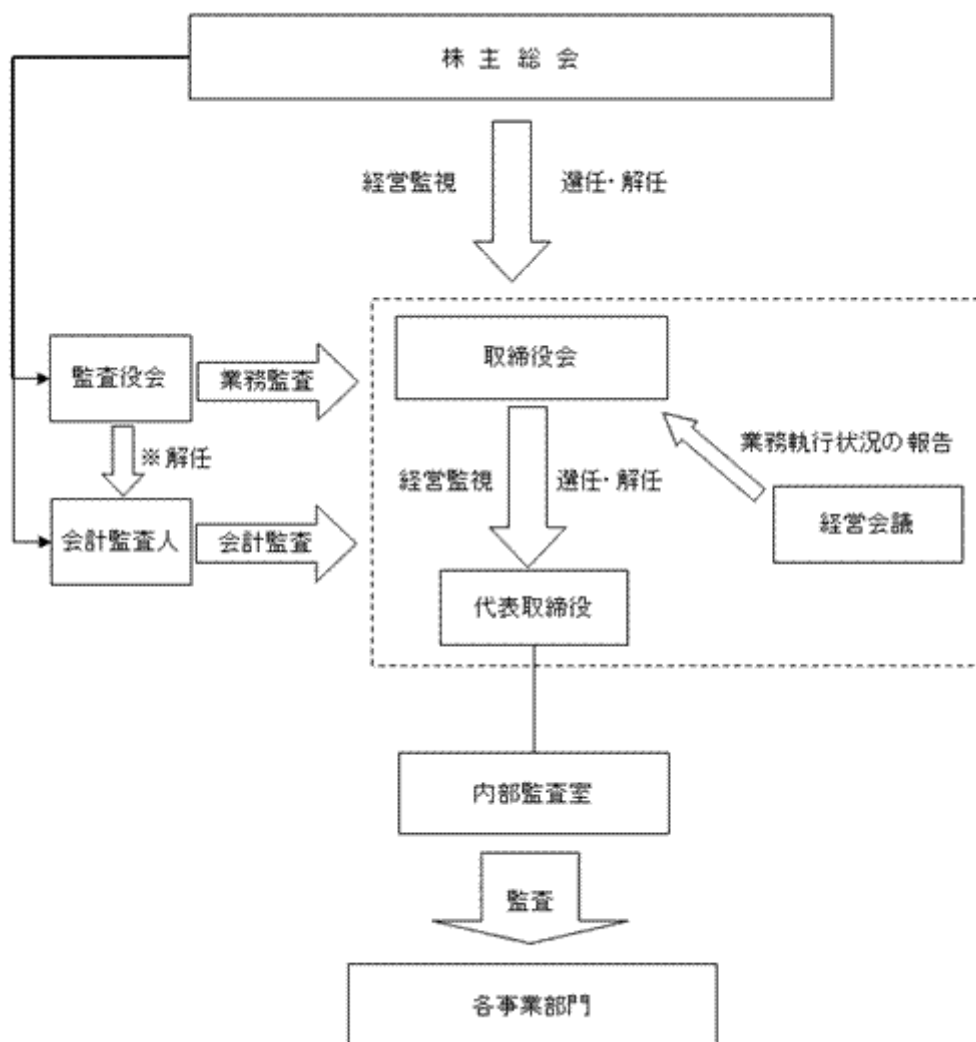 株主総会
経営監視
選任・解任
取締役会
監査役会
業務監査
※解任
業務執行状況の報告
経営監視
選任・解任
経営会議
会計監査人
会計監査
代表取締役
内部監査室
監査
各事業部門